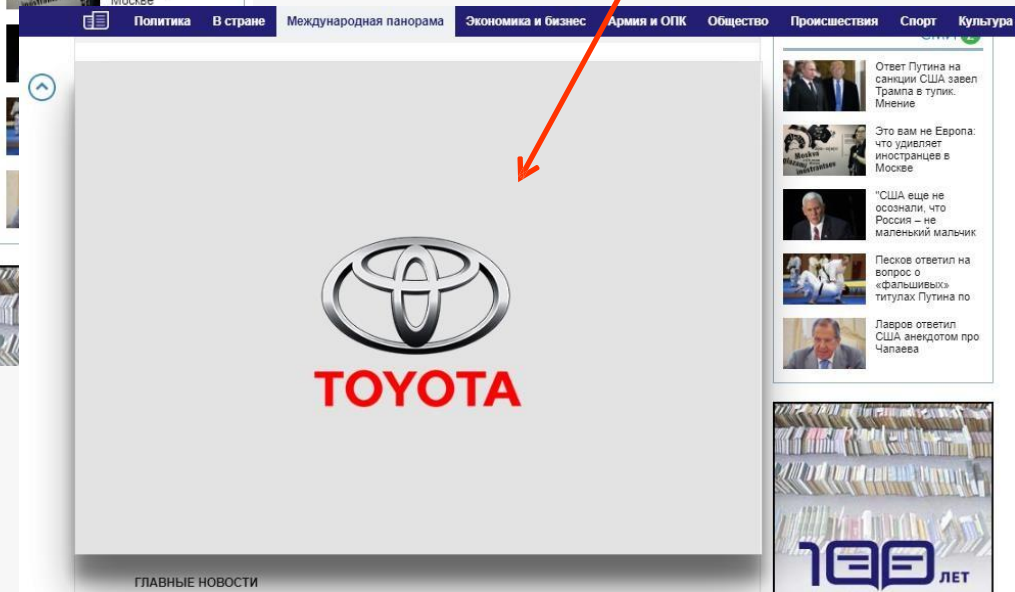 Москве
Политика В стране Международная панорама Экономика и бизнес Армия и ОПК Общество Происшествия Спорт Культура
СМИ 2
Ответ Путина на
санкции США завел
Трампа в тупик.
Мнение
Это вам не Европа:
что удивляет
иностранцев в
Москве
"США еще не
осознали, что
Россия – не
маленький мальчик
Песков ответил на
вопрос о
«фальшивых»
титулах Путина по
Лавров ответил
США анекдотом про
Чапаева
TOYOTA
100 ЛЕТ
ГЛАВНЫЕ НОВОСТИ